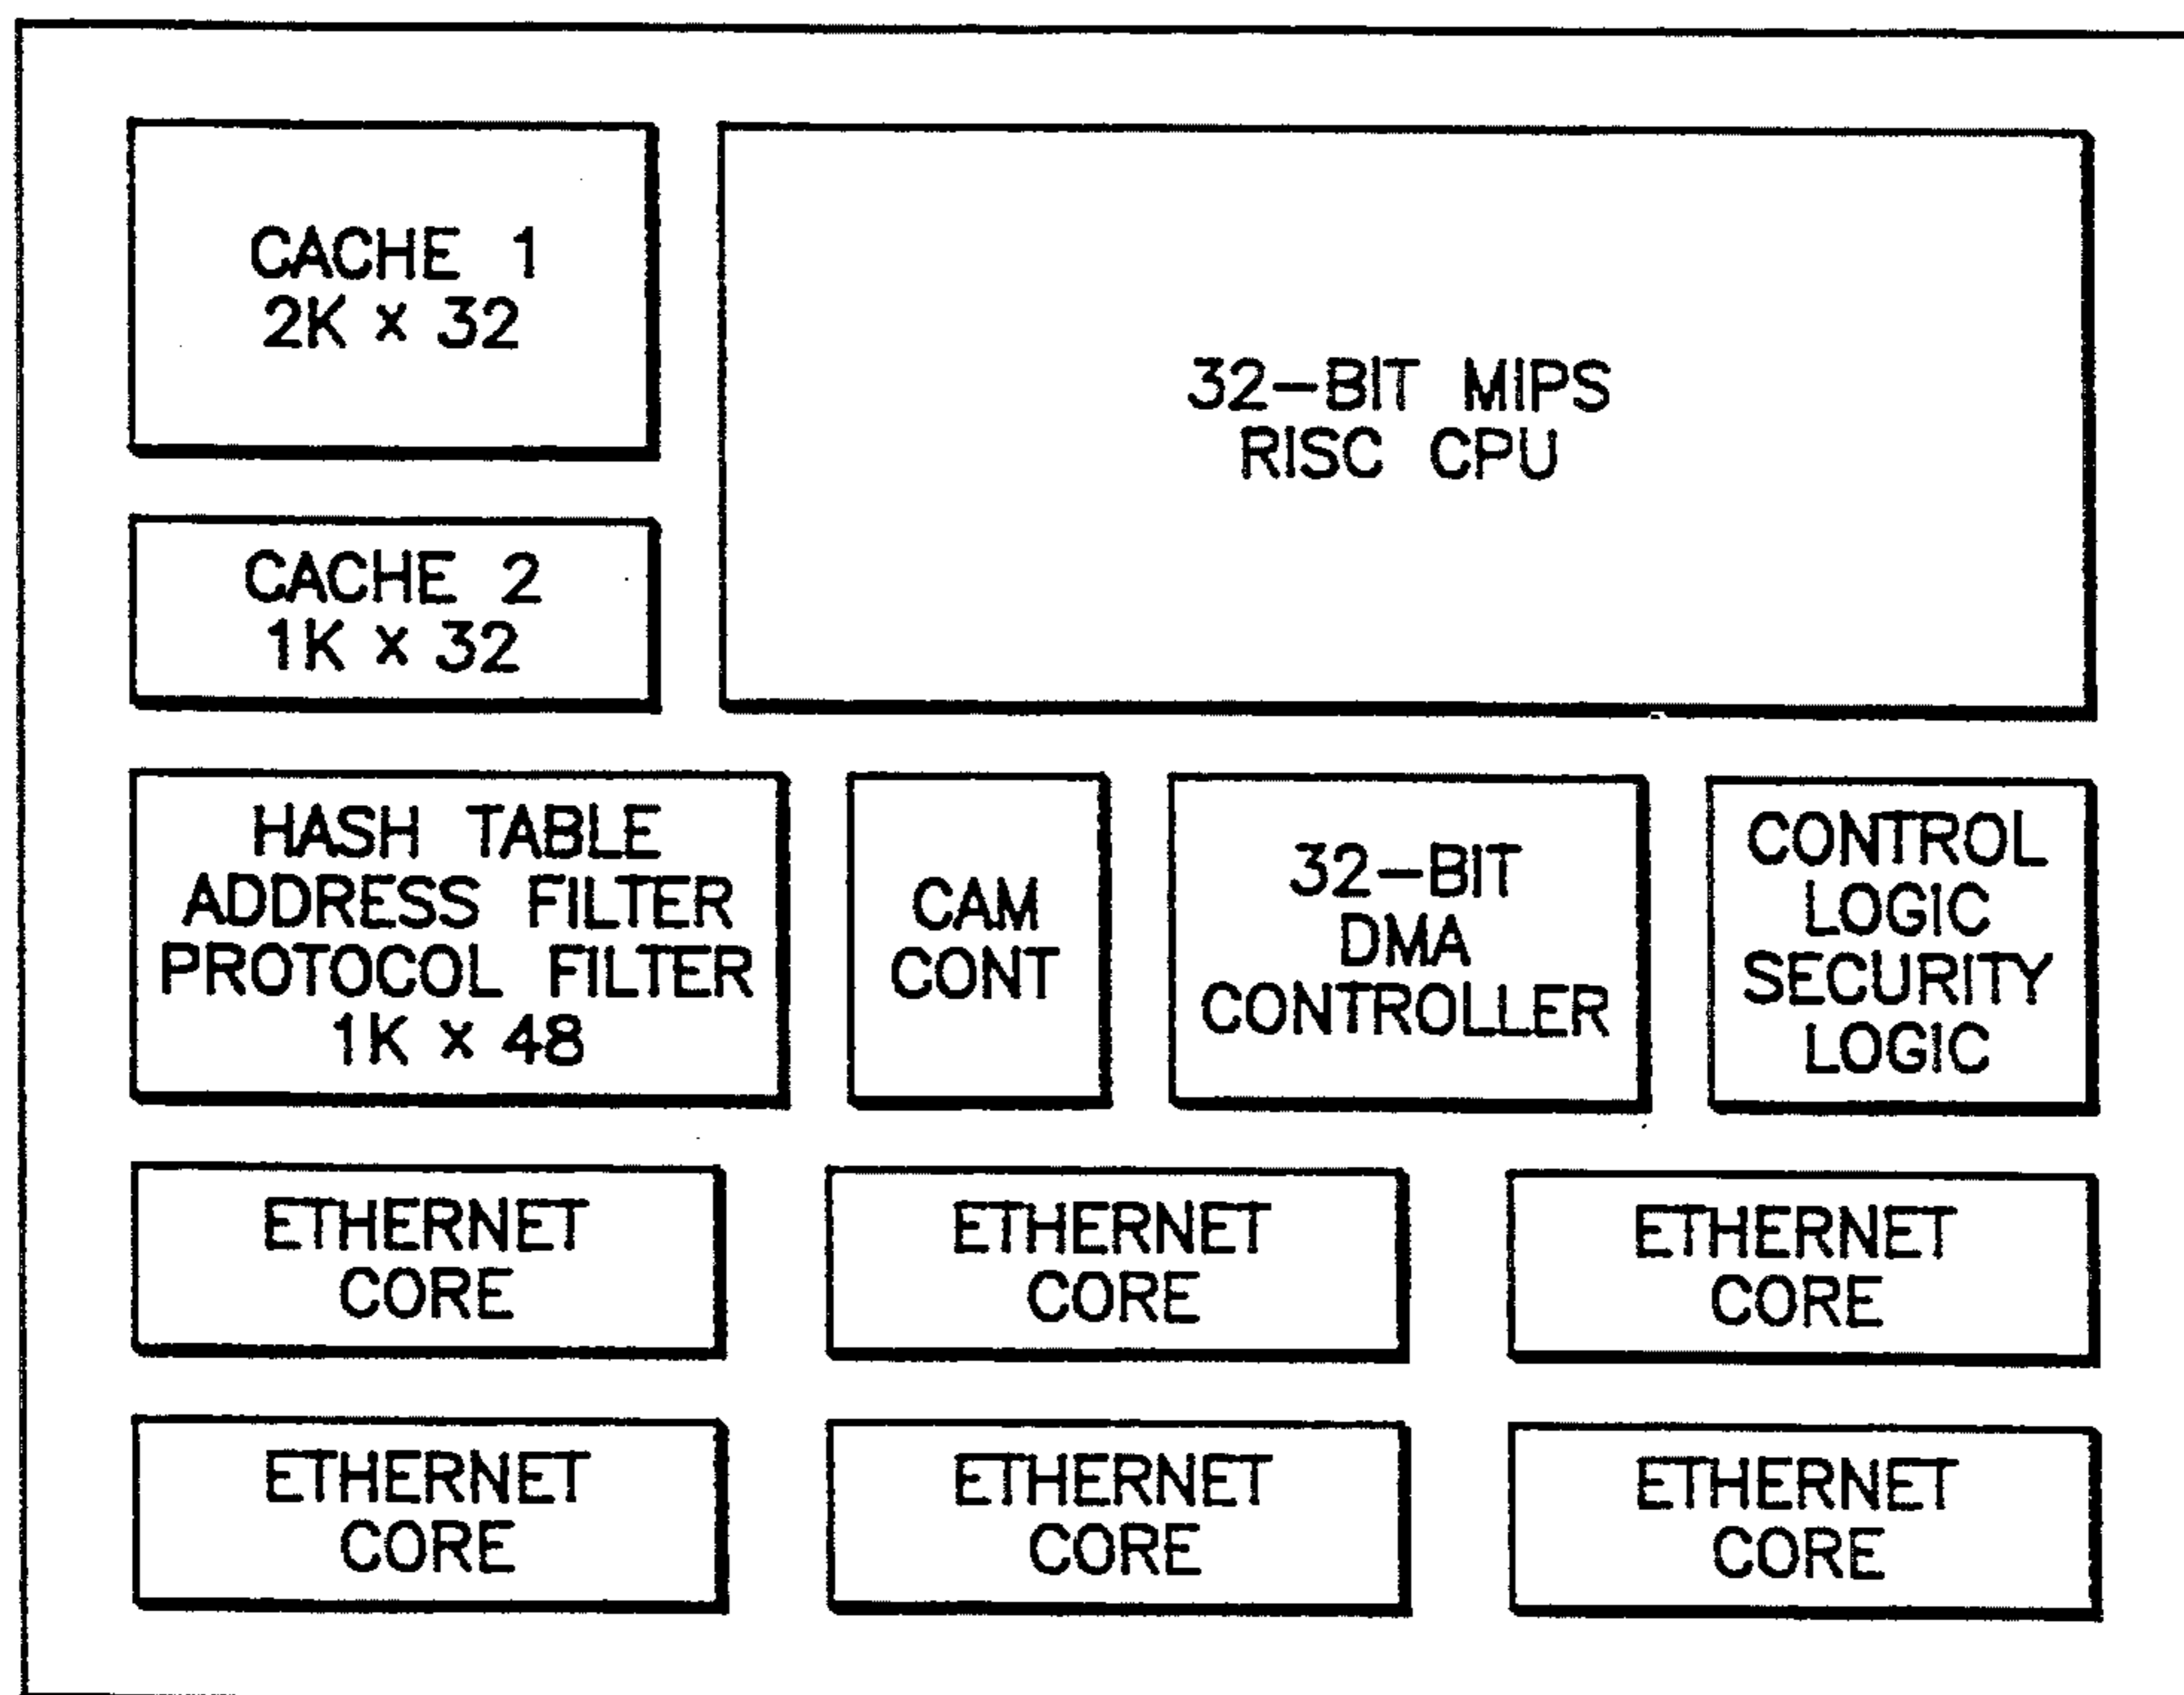 CACHE 1
2K × 32
32-BIT MIPS
RISC CPU
CACHE 2
1K × 32
HASH TABLE
ADDRESS FILTER
PROTOCOL FILTER
1K × 48
CAM
CONT
32-BIT
DMA
CONTROLLER
CONTROL
LOGIC
SECURITY
LOGIC
ETHERNET
CORE
ETHERNET
CORE
ETHERNET
CORE
ETHERNET
CORE
ETHERNET
CORE
ETHERNET
CORE